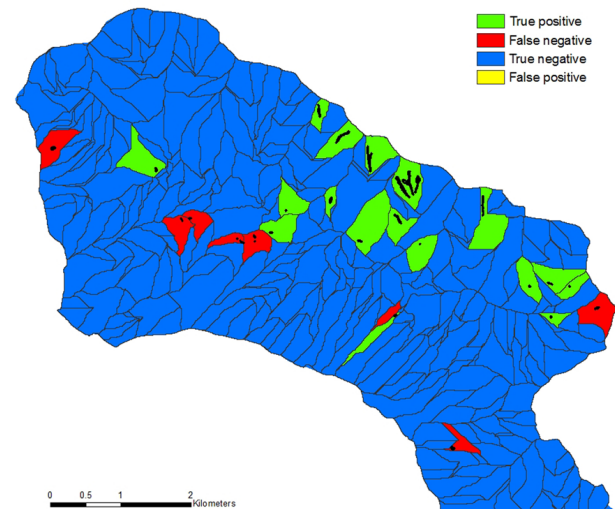 True positive
False negative
True negative
False positive
0 0.5 1 2
Kilometers